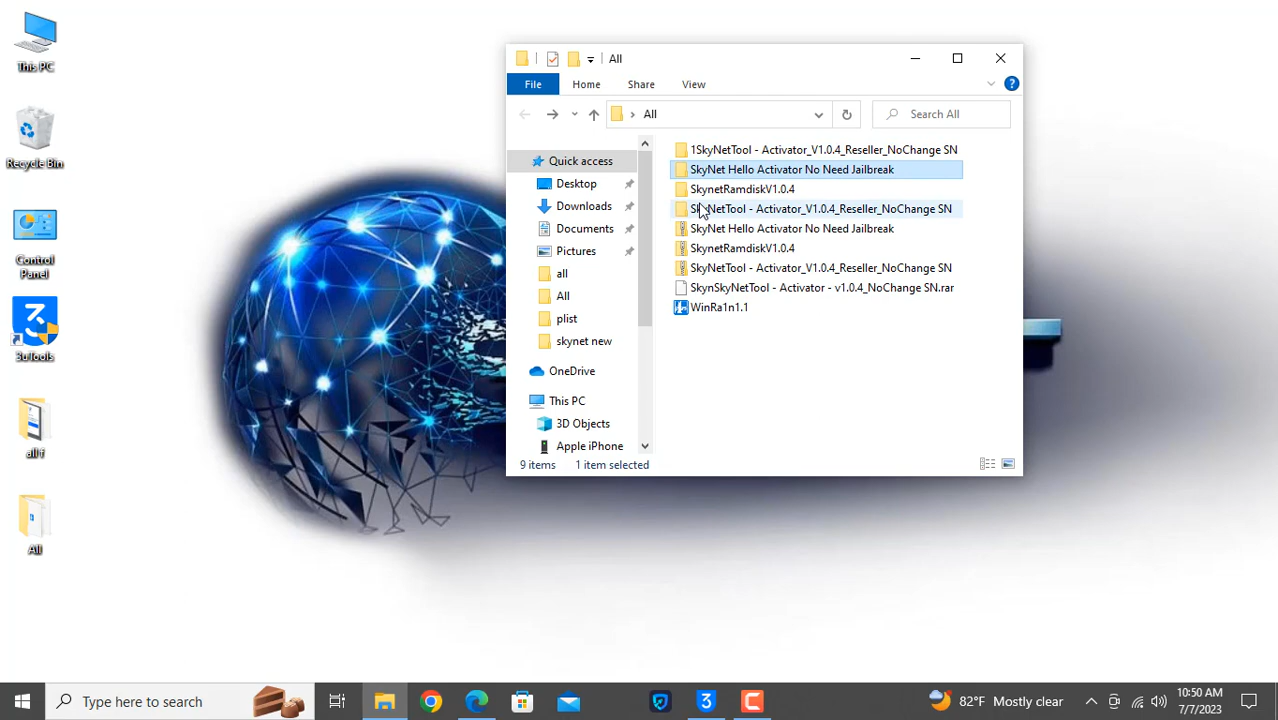 This PC
Recycle Bin
Control
Panel
3uTools
all f
All
All
File
Home
Share
View
All
Search All
Quick access
Desktop
Downloads
Documents
Pictures
all
All
plist
skynet new
OneDrive
This PC
3D Objects
Apple iPhone
1SkyNetTool - Activator_V1.0.4_Reseller_NoChange SN
SkyNet Hello Activator No Need Jailbreak
SkynetRamdiskV1.0.4
SkyNetTool - Activator_V1.0.4_Reseller_NoChange SN
SkyNet Hello Activator No Need Jailbreak
SkynetRamdiskV1.0.4
SkyNetTool - Activator_V1.0.4_Reseller_NoChange SN
SkynSkyNetTool - Activator - v1.0.4_NoChange SN.rar
WinRa1n1.1
9 items
1 item selected
Type here to search
82°F Mostly clear
10:50 AM
7/7/2023